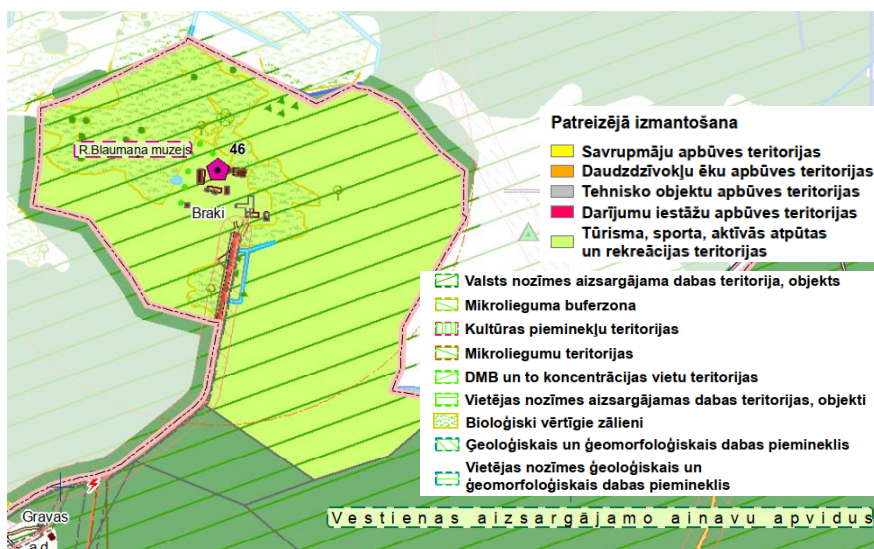 R.Blaumaņa muzejs
46
Braki
Patreizējā izmantošana
Savrupmāju apbūves teritorijas
Daudzdzīvokļu ēku apbūves teritorijas
Tehnisko objektu apbūves teritorijas
Darījumu iestāžu apbūves teritorijas
Tūrisma, sporta, aktīvās atpūtas
un rekreācijas teritorijas
Valsts nozīmes aizsargājama dabas teritorija, objekts
Mikrolieguma buferzona
Kultūras pieminekļu teritorijas
Mikroliegumu teritorijas
DMB un to koncentrācijas vietu teritorijas
Vietējas nozīmes aizsargājamas dabas teritorijas, objekti
Bioloģiski vērtīgie zālieni
Ģeoloģiskais un ģeomorfoloģiskais dabas piemineklis
Vietējas nozīmes ģeoloģiskais un
ģeomorfoloģiskais dabas piemineklis
Gravas
Vestienas aizsargājamo ainavu apvidus